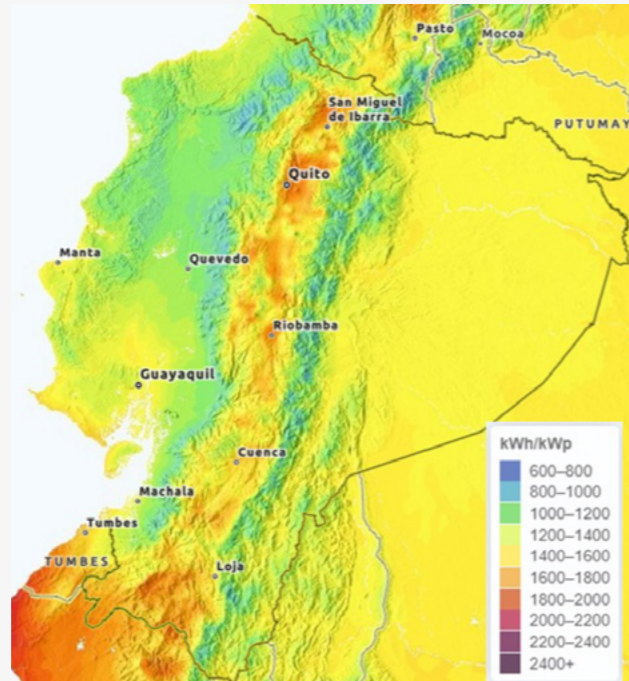 Pasto
Mocoa
San Miguel
de Ibarra
PUTUMAY
Quito
Manta
Quevedo
Riobamba
Guayaquil
Cuenca
Machala
Tumbes
TUMBES
Loja
kWh/kWp
600–800
800–1000
1000–1200
1200–1400
1400–1600
1600–1800
1800–2000
2000–2200
2200–2400
2400+